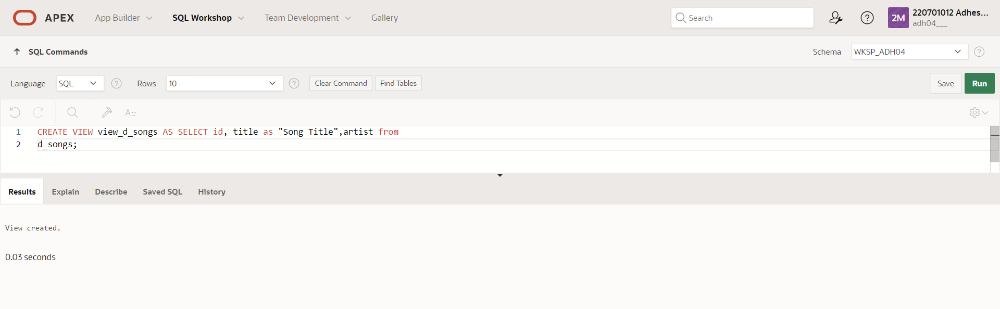 APEX App Builder SQL Workshop Team Development Gallery Search 2M 220701012 Adhes...
adh04___
SQL Commands Schema WKSP_ADH04
Language SQL Rows 10 Clear Command Find Tables Save Run
A::
1 CREATE VIEW view_d_songs AS SELECT id, title as "Song Title",artist from
2 d_songs;
Results Explain Describe Saved SQL History
View created.
0.03 seconds